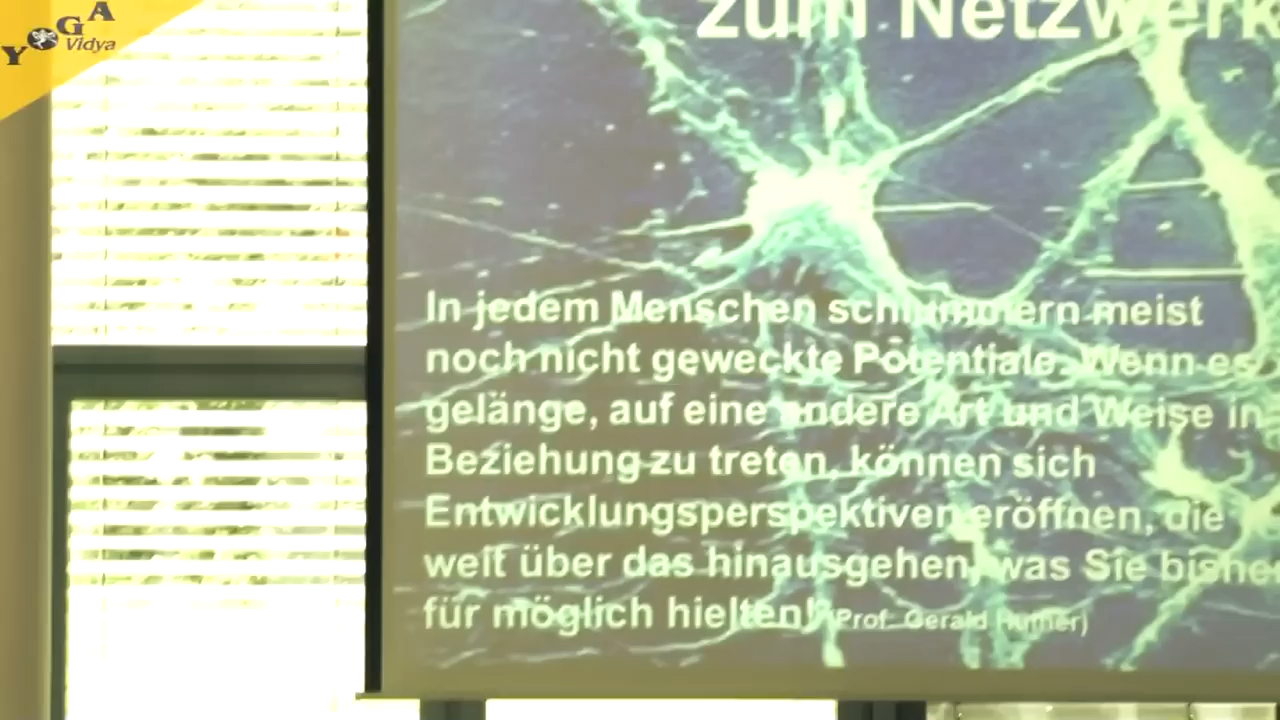 YOGA
Vidya
zum Netzwerk
In jedem Menschen schlummern meist
noch nicht geweckte Potentiale. Wenn es
gelänge, auf eine andere Art und Weise in
Beziehung zu treten, können sich
Entwicklungsperspektiven eröffnen, die
weit über das hinausgehen, was Sie bisher
für möglich hielten! (Prof. Gerald Hüther)